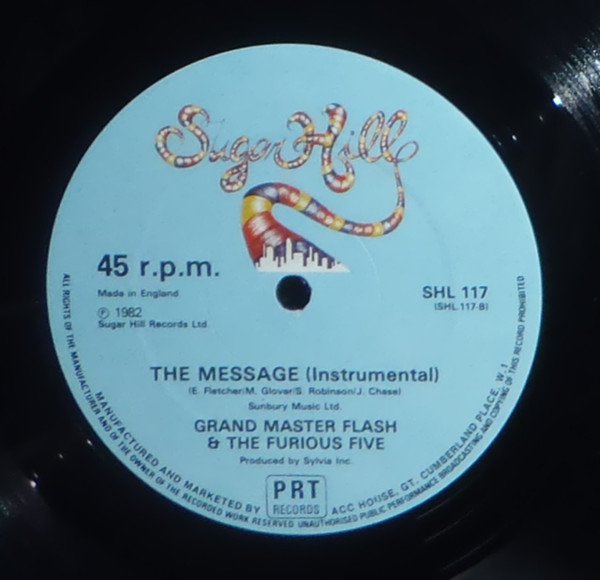 Sugar Hill
45 r.p.m.
Made in England
℗ 1982
Sugar Hill Records Ltd.
SHL 117
(SHL.117-B)
THE MESSAGE (Instrumental)
(E. Fletcher/M. Glover/S. Robinson/J. Chase)
Sunbury Music Ltd.
GRAND MASTER FLASH
& THE FURIOUS FIVE
Produced by Sylvia Inc.
MANUFACTURED AND MARKETED BY PRT RECORDS ACC HOUSE, GT. CUMBERLAND PLACE, W.1
ALL RIGHTS OF THE MANUFACTURER AND OF THE OWNER OF THE RECORDED WORK RESERVED UNAUTHORISED PUBLIC PERFORMANCE BROADCASTING AND COPYING OF THIS RECORD PROHIBITED